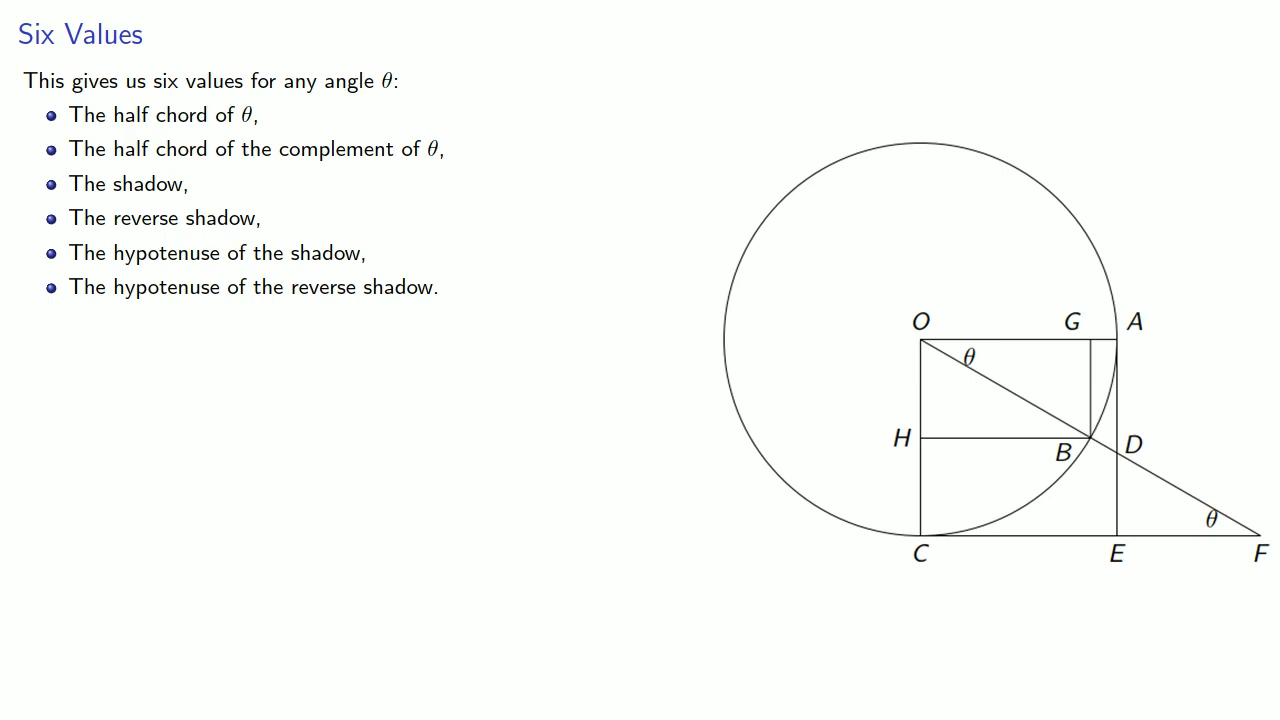 Six Values
This gives us six values for any angle θ:
The half chord of θ,
The half chord of the complement of θ,
The shadow,
The reverse shadow,
The hypotenuse of the shadow,
The hypotenuse of the reverse shadow.
O G A
θ
H B D
θ
C E F